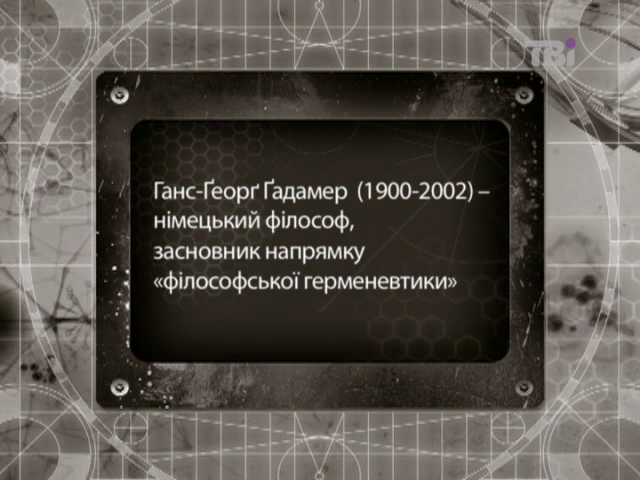 ТВі
Ганс-Ґеорґ Ґадамер (1900-2002) –
німецький філософ,
засновник напрямку
«філософської герменевтики»